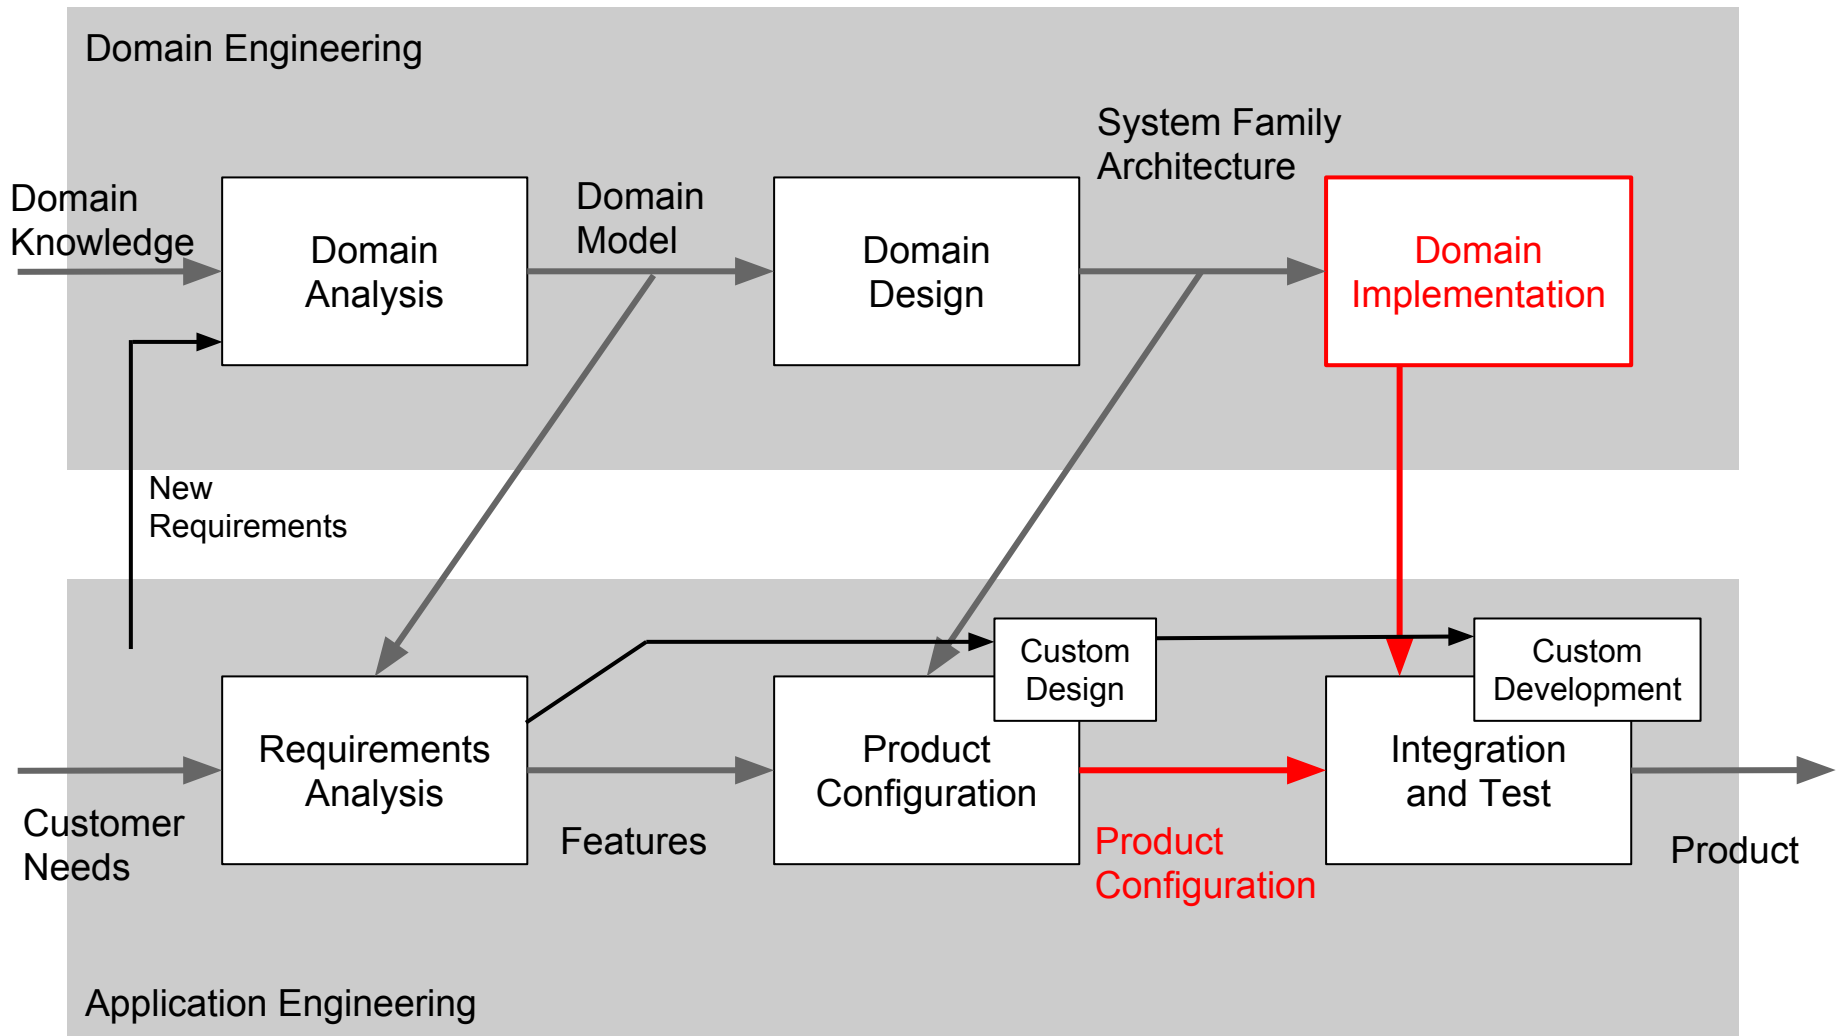 Domain Engineering
System Family
Architecture
Domain
Knowledge
Domain
Model
Domain
Analysis
Domain
Design
Domain
Implementation
New
Requirements
Custom
Design
Custom
Development
Requirements
Analysis
Product
Configuration
Integration
and Test
Customer
Needs
Features
Product
Configuration
Product
Application Engineering